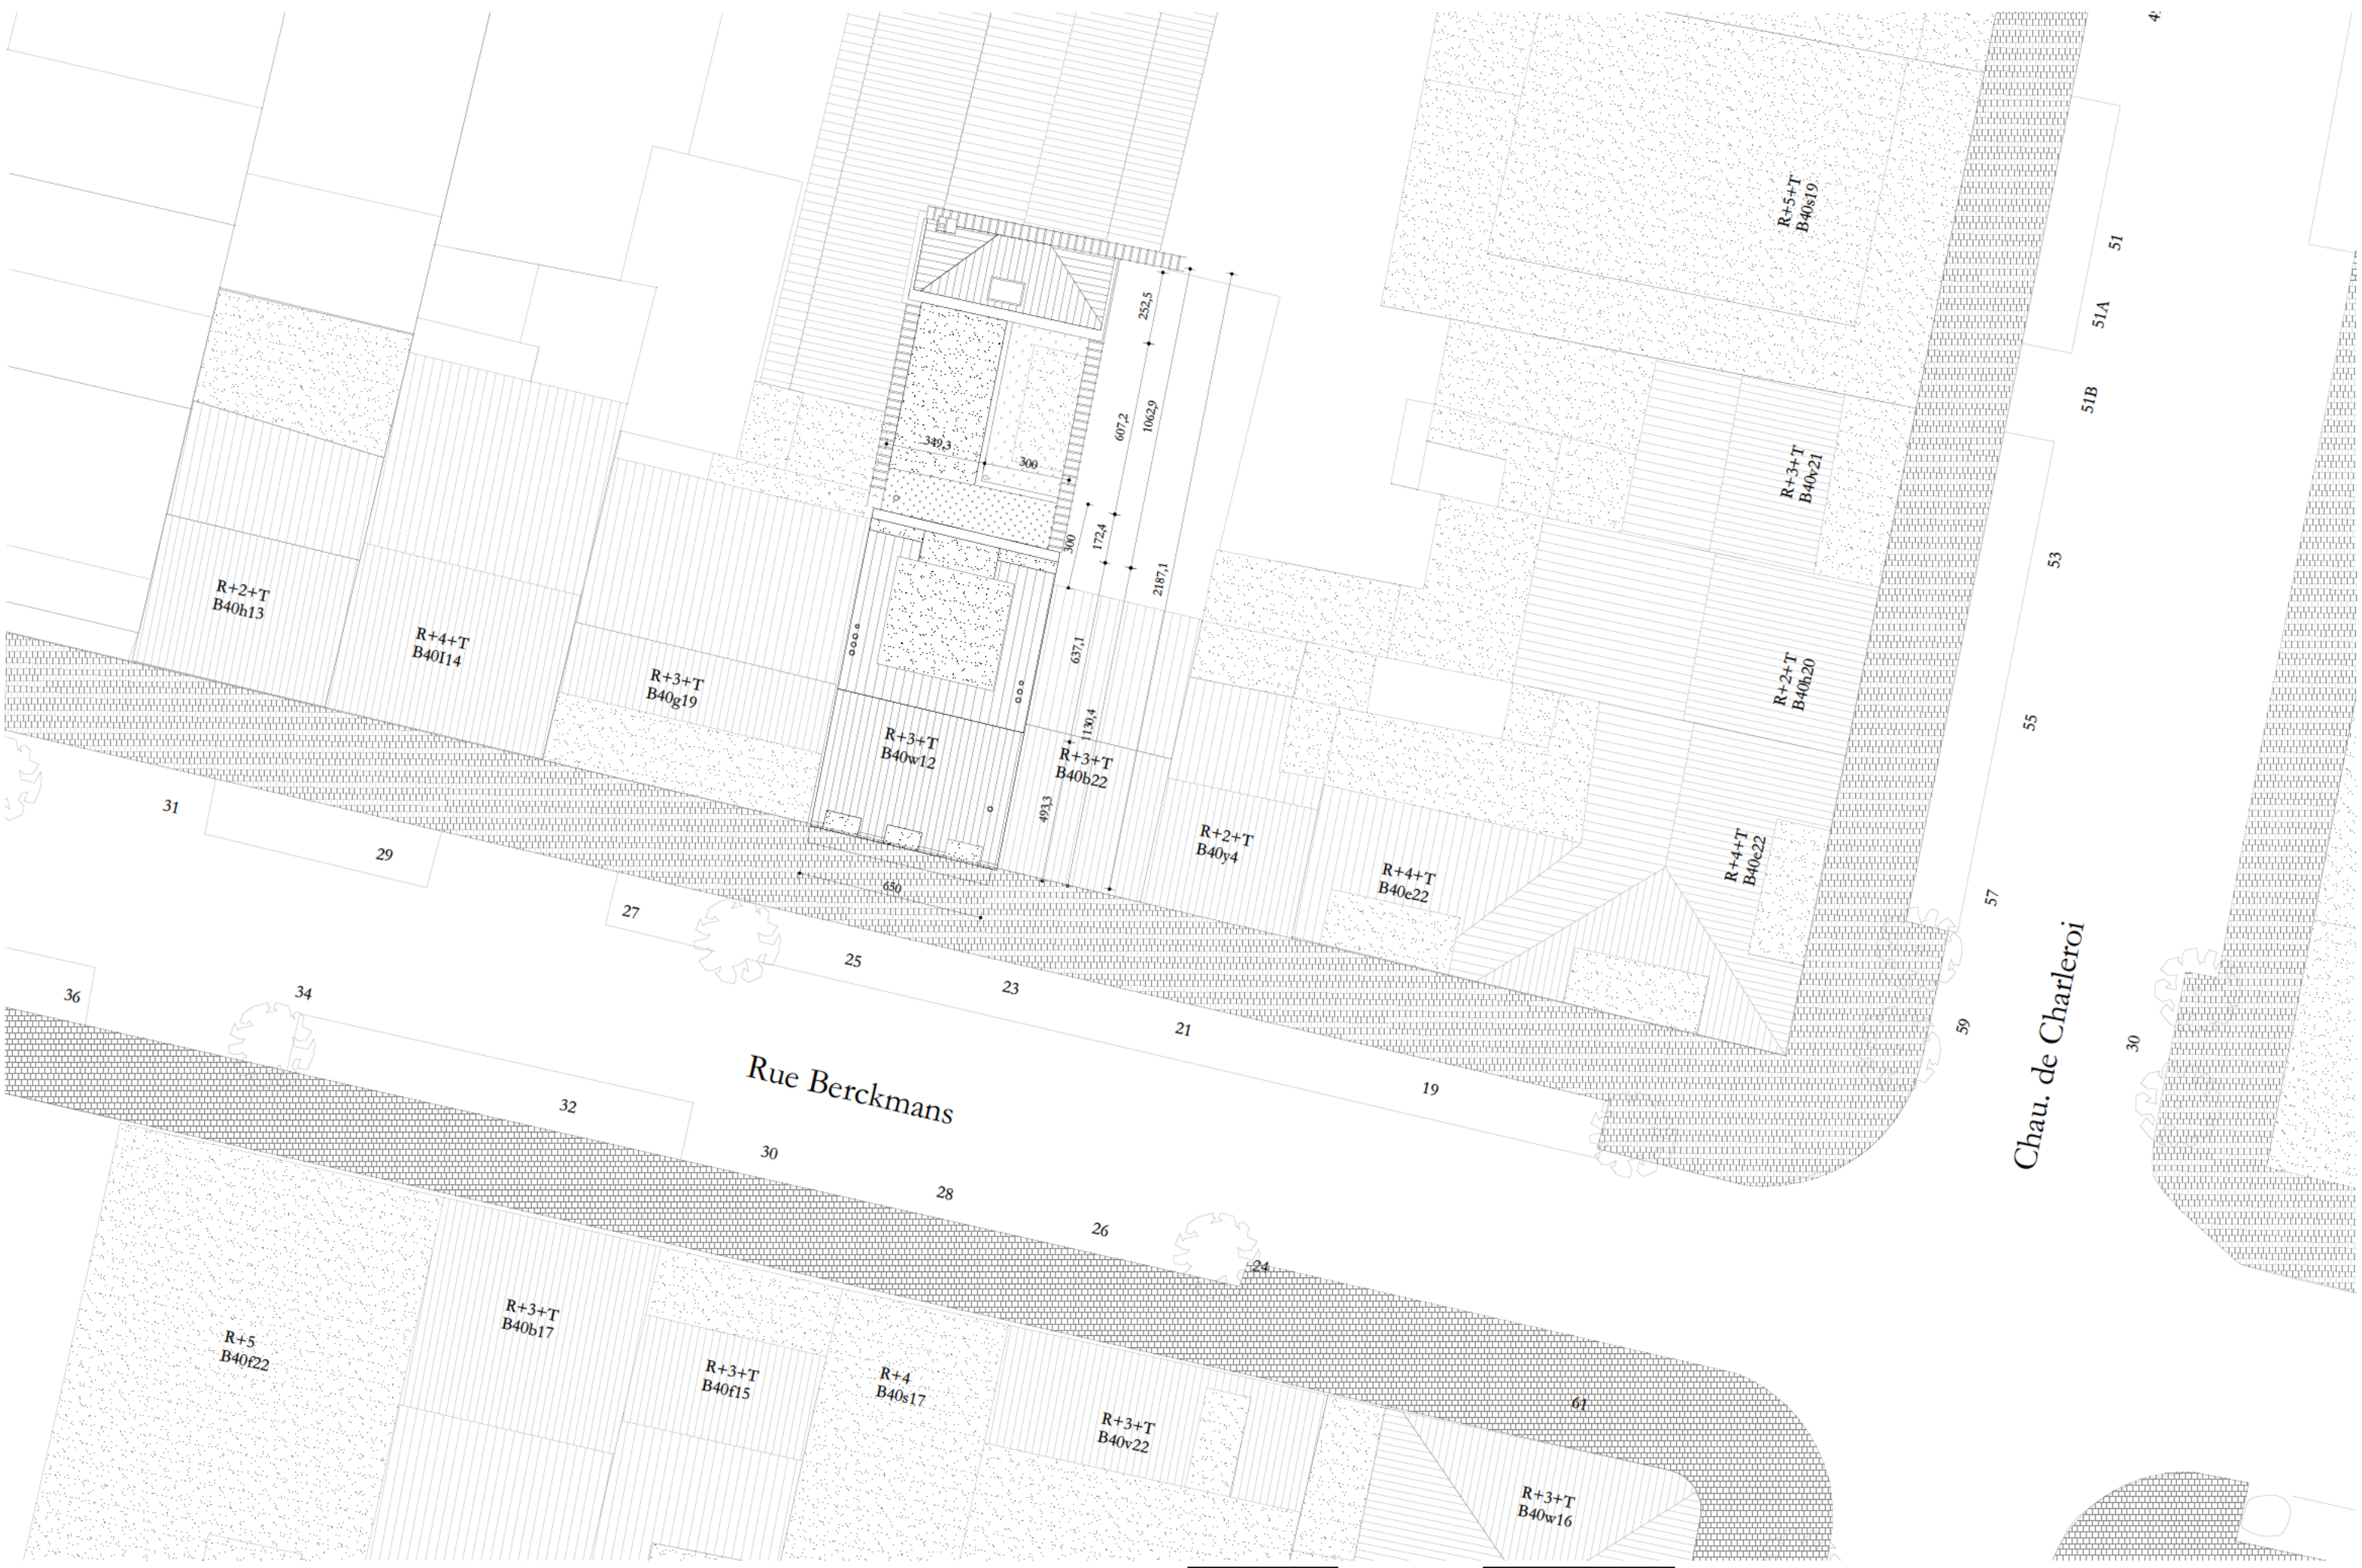 R+5+T
B40s19
51
51A
51B
252,5
607,2
1062,9
349,3
300
300
172,4
2187,1
R+3+T
B40v21
53
R+2+T
B40h13
R+4+T
B40I14
R+3+T
B40g19
637,1
R+2+T
B40h20
55
R+3+T
B40w12
1130,4
R+3+T
B40b22
493,3
R+2+T
B40y4
R+4+T
B40e22
R+4+T
B40e22
57
31
29
650
27
25
23
21
19
59
Chau. de Charleroi
30
36
34
32
Rue Berckmans
30
28
26
24
61
R+5
B40f22
R+3+T
B40b17
R+3+T
B40f15
R+4
B40s17
R+3+T
B40v22
R+3+T
B40w16